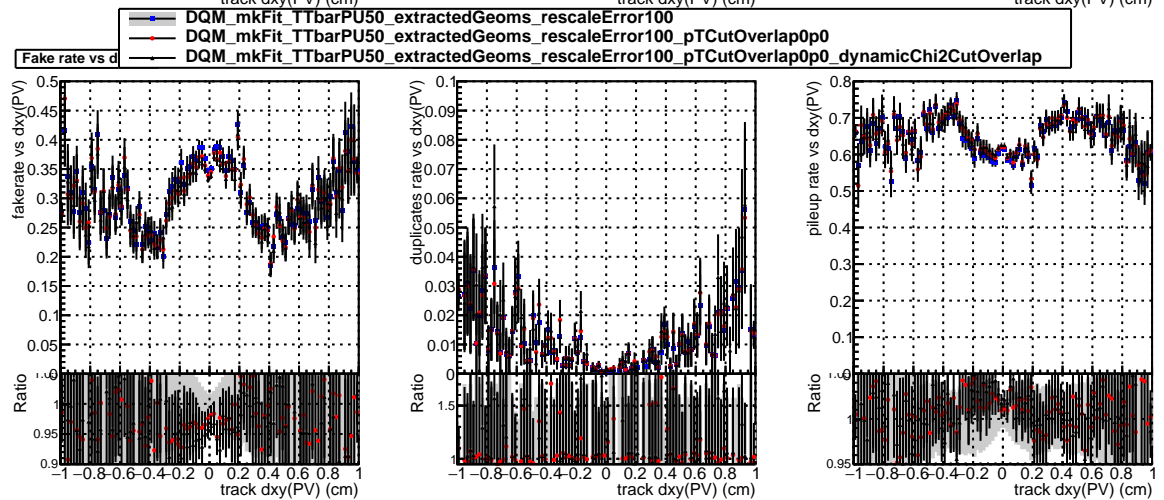 track dxy(PV) (cm) track dxy(PV) (cm) track dxy(PV) (cm)
DQM_mkFit_TTbarPU50_extractedGeoms_rescaleError100
DQM_mkFit_TTbarPU50_extractedGeoms_rescaleError100_pTCutOverlap0p0
DQM_mkFit_TTbarPU50_extractedGeoms_rescaleError100_pTCutOverlap0p0_dynamicChi2CutOverlap
Fake rate vs d
fakerate vs dxy(PV)
0.5
0.45
0.4
0.35
0.3
0.25
0.2
0.15
0.1
0.05
0
Ratio
0.95
0.9
−1 −0.8 −0.6 −0.4 −0.2 0 0.2 0.4 0.6 0.8 1
track dxy(PV) (cm)
duplicates rate vs dxy(PV)
0.1
0.09
0.08
0.07
0.06
0.05
0.04
0.03
0.02
0.01
0
Ratio
1.5
−1 −0.8 −0.6 −0.4 −0.2 0 0.2 0.4 0.6 0.8 1
track dxy(PV) (cm)
pileup rate vs dxy(PV)
0.8
0.7
0.6
0.5
0.4
0.3
0.2
0.1
0
Ratio
1
0.95
−1 −0.8 −0.6 −0.4 −0.2 0 0.2 0.4 0.6 0.8 1
track dxy(PV) (cm)